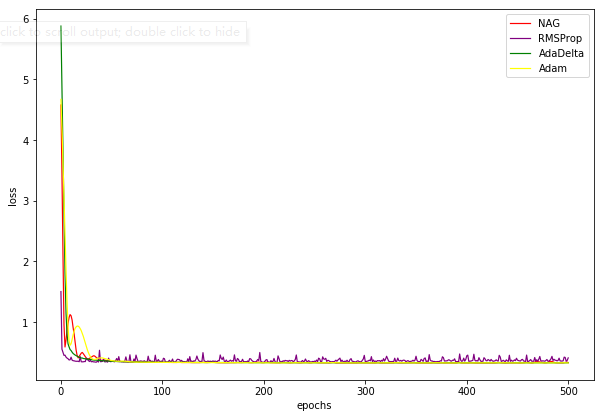 click to scroll output; double click to hide
NAG
RMSProp
AdaDelta
Adam
6
5
4
3
2
1
loss
0
100
200
300
400
500
epochs